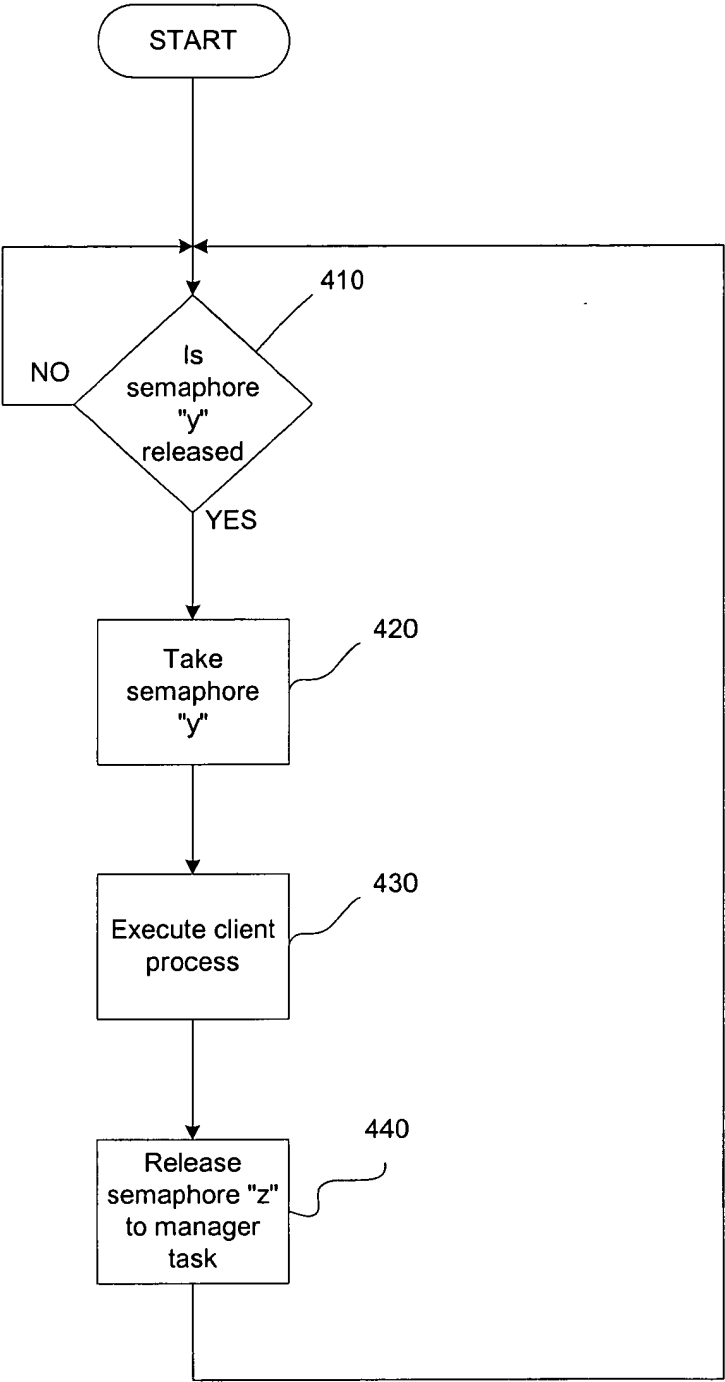 START
410
Is
semaphore
"y"
released
NO
YES
420
Take
semaphore
"y"
430
Execute client
process
440
Release
semaphore "z"
to manager
task